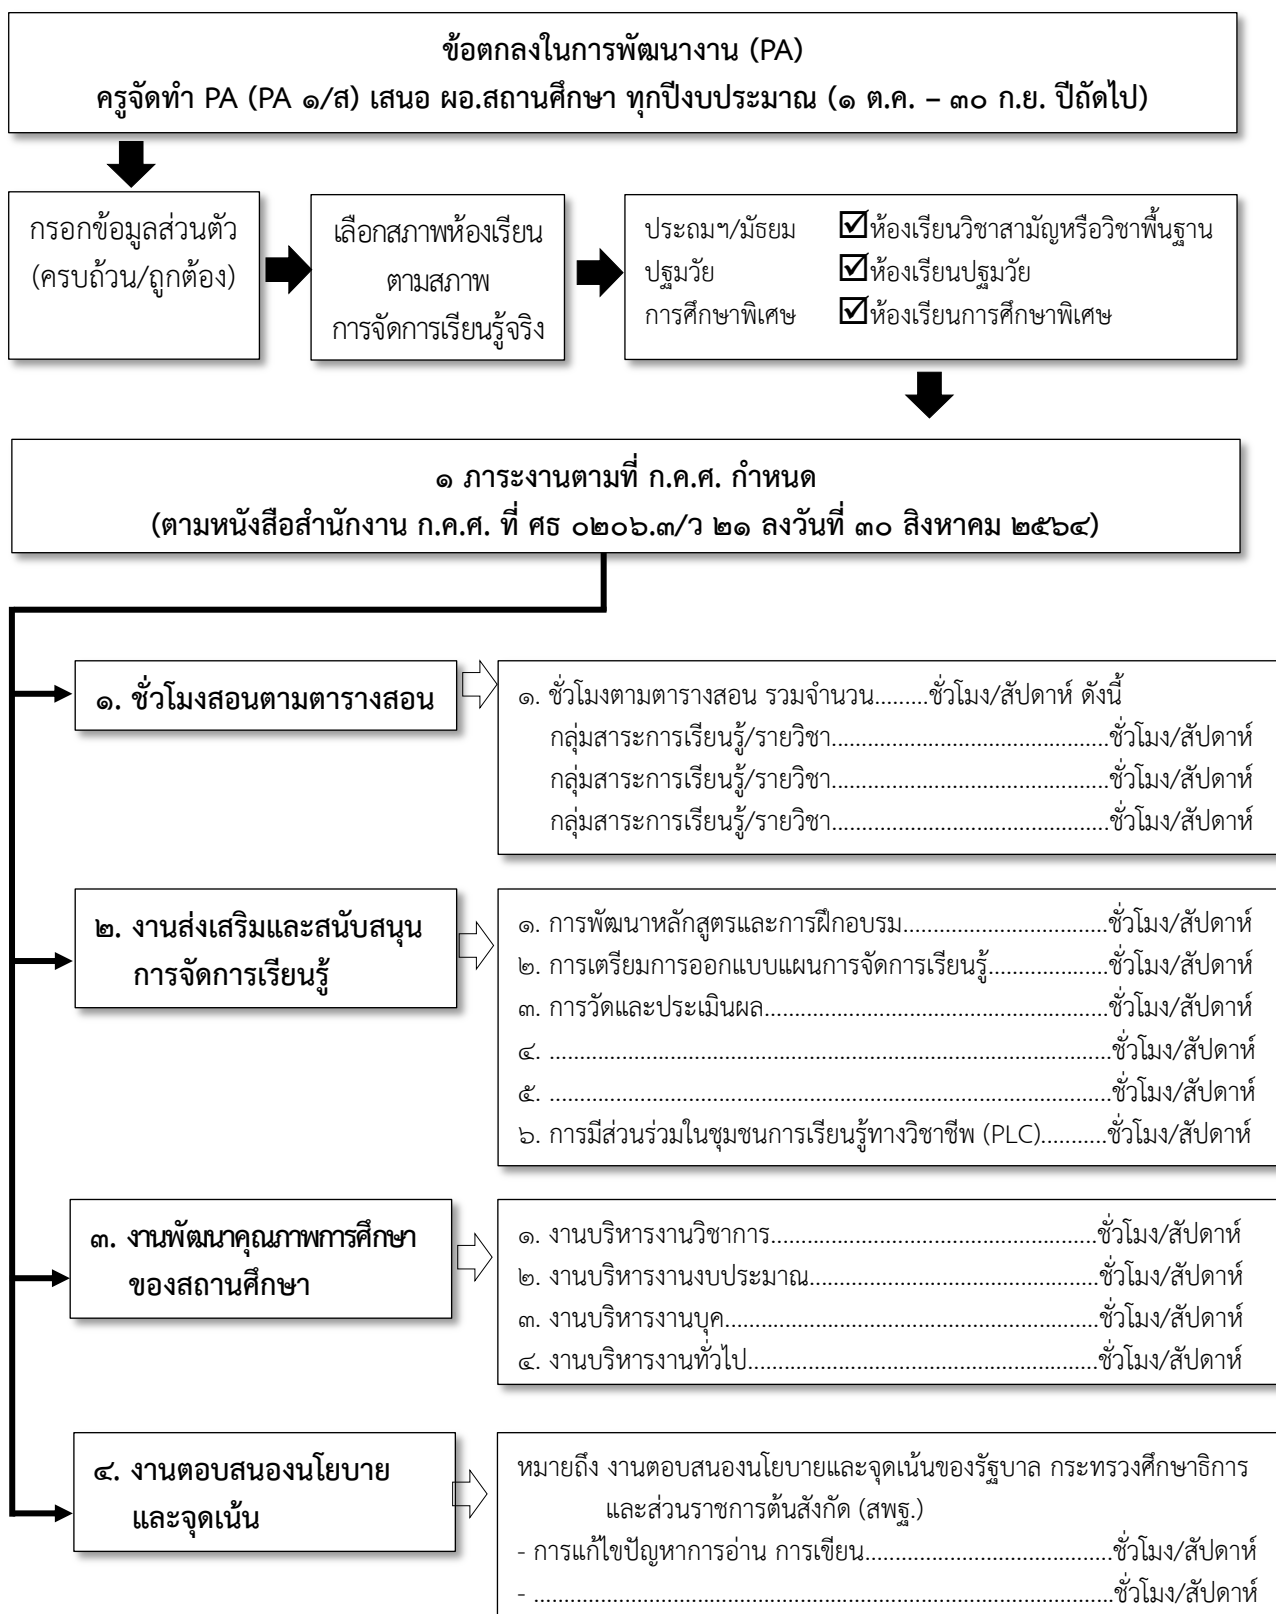 ข้อตกลงในการพัฒนางาน (PA)
ครูจัดทำ PA (PA ๑/ส) เสนอ ผอ.สถานศึกษา ทุกปีงบประมาณ (๑ ต.ค. – ๓๐ ก.ย. ปีถัดไป)
กรอกข้อมูลส่วนตัว
(ครบถ้วน/ถูกต้อง)
เลือกสภาพห้องเรียน
ตามสภาพ
การจัดการเรียนรู้จริง
ประถมฯ/มัธยม ☑ห้องเรียนวิชาสามัญหรือวิชาพื้นฐาน
ปฐมวัย ☑ห้องเรียนปฐมวัย
การศึกษาพิเศษ ☑ห้องเรียนการศึกษาพิเศษ
๑ ภาระงานตามที่ ก.ค.ศ. กำหนด
(ตามหนังสือสำนักงาน ก.ค.ศ. ที่ ศธ ๐๒๐๖.๓/ว ๒๑ ลงวันที่ ๓๐ สิงหาคม ๒๕๖๔)
๑. ชั่วโมงสอนตามตารางสอน
๑. ชั่วโมงตามตารางสอน รวมจำนวน.........ชั่วโมง/สัปดาห์ ดังนี้
กลุ่มสาระการเรียนรู้/รายวิชา..............................................ชั่วโมง/สัปดาห์
กลุ่มสาระการเรียนรู้/รายวิชา..............................................ชั่วโมง/สัปดาห์
กลุ่มสาระการเรียนรู้/รายวิชา..............................................ชั่วโมง/สัปดาห์
๒. งานส่งเสริมและสนับสนุน
การจัดการเรียนรู้
๑. การพัฒนาหลักสูตรและการฝึกอบรม..................................ชั่วโมง/สัปดาห์
๒. การเตรียมการออกแบบแผนการจัดการเรียนรู้....................ชั่วโมง/สัปดาห์
๓. การวัดและประเมินผล.........................................................ชั่วโมง/สัปดาห์
๔. .............................................................................................ชั่วโมง/สัปดาห์
๕. .............................................................................................ชั่วโมง/สัปดาห์
๖. การมีส่วนร่วมในชุมชนการเรียนรู้ทางวิชาชีพ (PLC)...........ชั่วโมง/สัปดาห์
๓. งานพัฒนาคุณภาพการศึกษา
ของสถานศึกษา
๑. งานบริหารงานวิชาการ......................................................ชั่วโมง/สัปดาห์
๒. งานบริหารงานงบประมาณ................................................ชั่วโมง/สัปดาห์
๓. งานบริหารงานบุค..............................................................ชั่วโมง/สัปดาห์
๔. งานบริหารงานทั่วไป..........................................................ชั่วโมง/สัปดาห์
๔. งานตอบสนองนโยบาย
และจุดเน้น
หมายถึง งานตอบสนองนโยบายและจุดเน้นของรัฐบาล กระทรวงศึกษาธิการ
และส่วนราชการต้นสังกัด (สพฐ.)
- การแก้ไขปัญหาการอ่าน การเขียน.........................................ชั่วโมง/สัปดาห์
- ................................................................................................ชั่วโมง/สัปดาห์